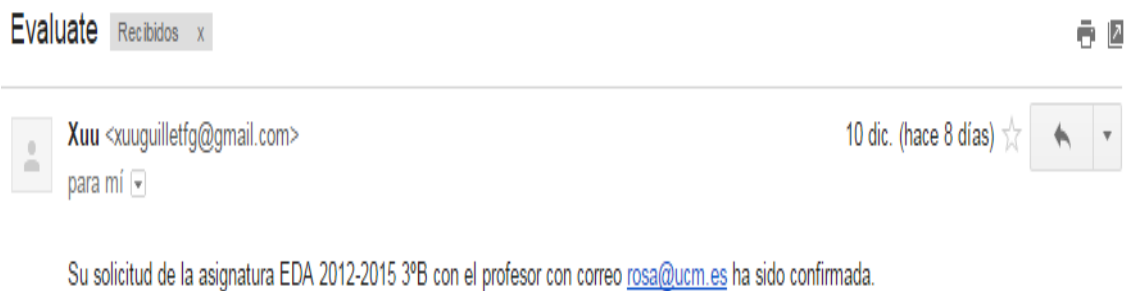 Evaluate Recibidos x
Xuu <xuuguilletfg@gmail.com> 10 dic. (hace 8 días)
para mí
Su solicitud de la asignatura EDA 2012-2015 3ºB con el profesor con correo rosa@ucm.es ha sido confirmada.